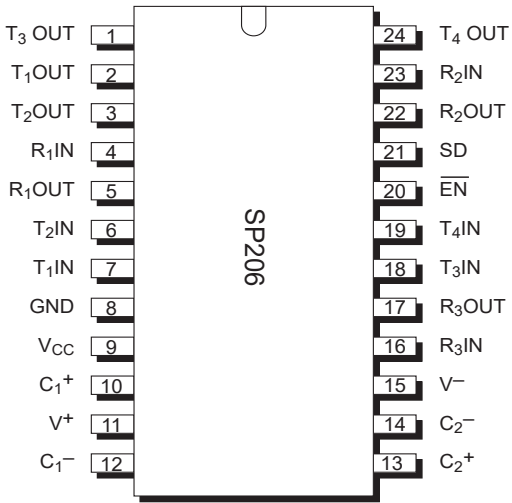 T₃ OUT 1 24 T₄ OUT
T₁OUT 2 23 R₂IN
T₂OUT 3 22 R₂OUT
R₁IN 4 21 SD
R₁OUT 5 20 E̅N̅
T₂IN 6 19 T₄IN
T₁IN 7 18 T₃IN
GND 8 17 R₃OUT
V_CC 9 16 R₃IN
C₁⁺ 10 15 V⁻
V⁺ 11 14 C₂⁻
C₁⁻ 12 13 C₂⁺
SP206